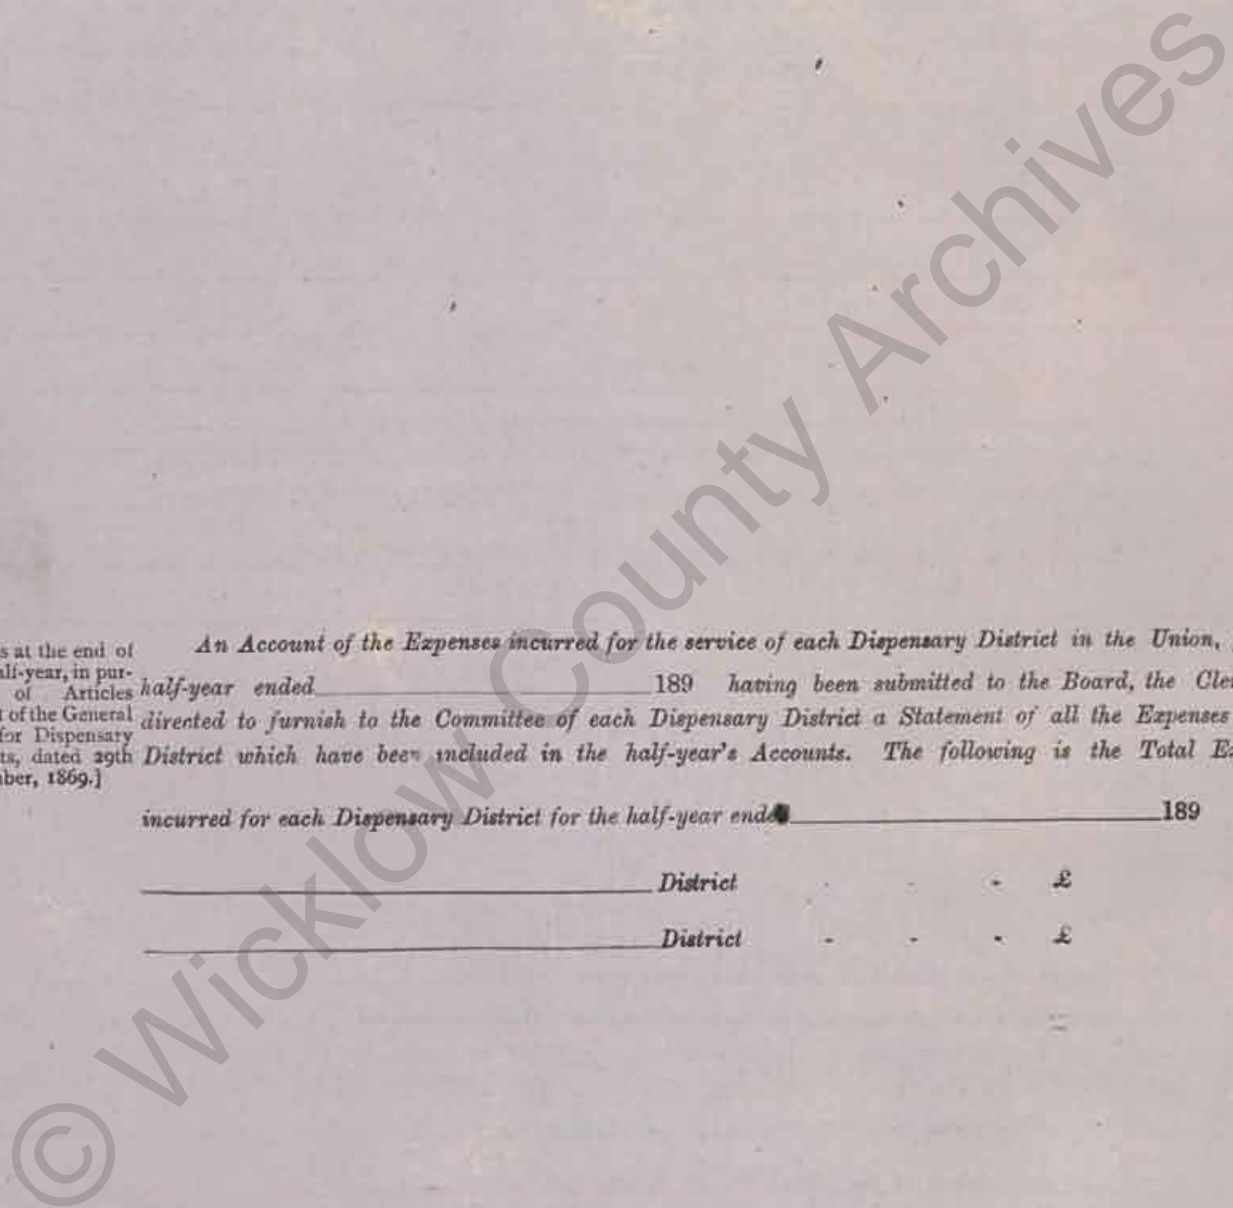 s at the end of
alf-year, in pur-
of Articles
t of the General
for Dispensary
ts, dated 29th
ber, 1869.]
An Account of the Expenses incurred for the service of each Dispensary District in the Union,
half-year ended 189 having been submitted to the Board, the Cler
directed to furnish to the Committee of each Dispensary District a Statement of all the Expenses
District which have been included in the half-year's Accounts. The following is the Total Ex
incurred for each Dispensary District for the half-year ended 189
District - - - £
District - - - £
© Wicklow County Archives